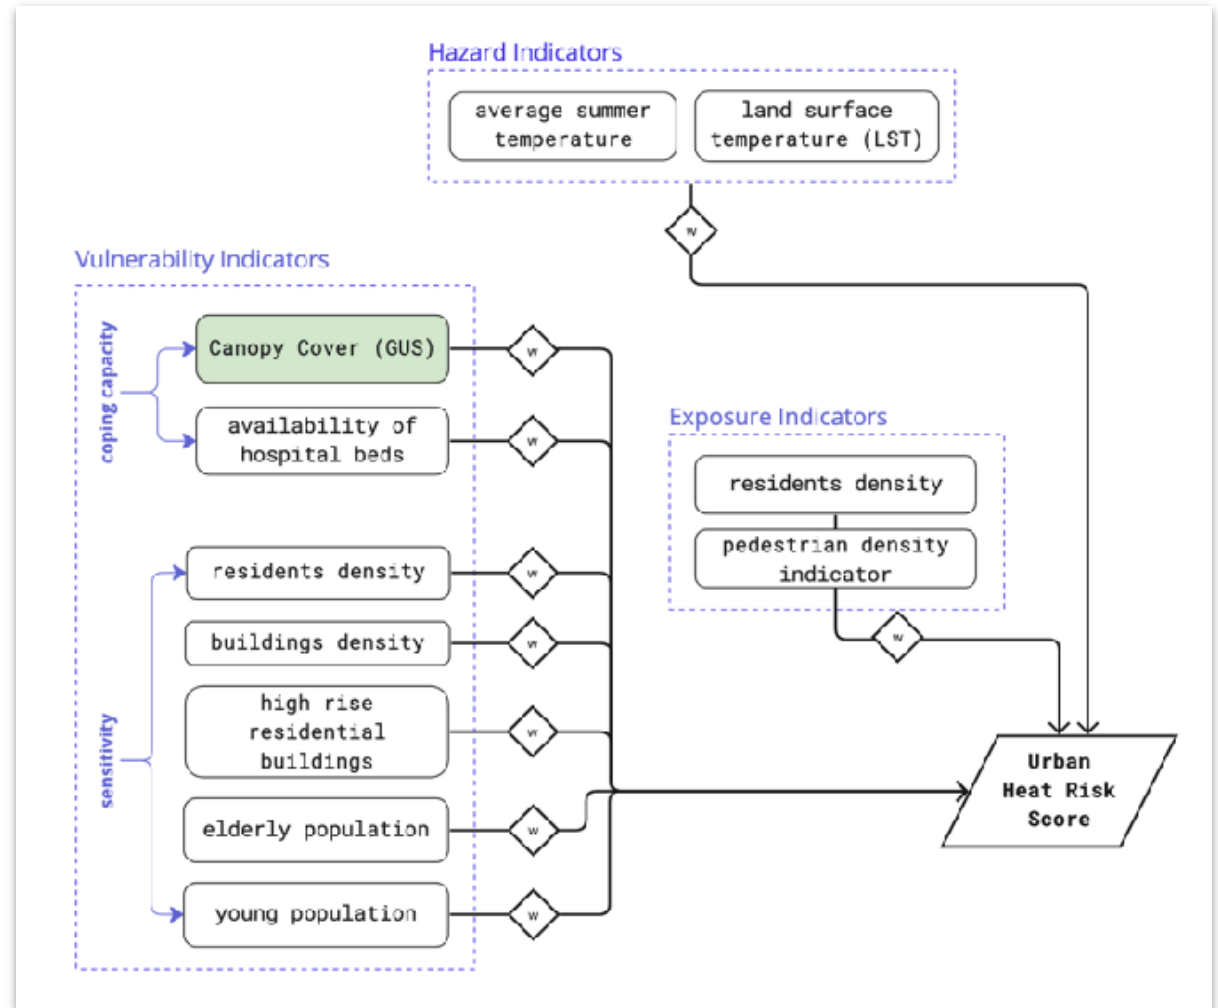 Hazard Indicators
average summer
temperature
land surface
temperature (LST)
w
Vulnerability Indicators
coping capacity
Canopy Cover (GUS)
w
availability of
hospital beds
w
Exposure Indicators
residents density
pedestrian density
indicator
w
sensitivity
residents density
w
buildings density
w
high rise
residential
buildings
w
elderly population
w
young population
w
Urban
Heat Risk
Score